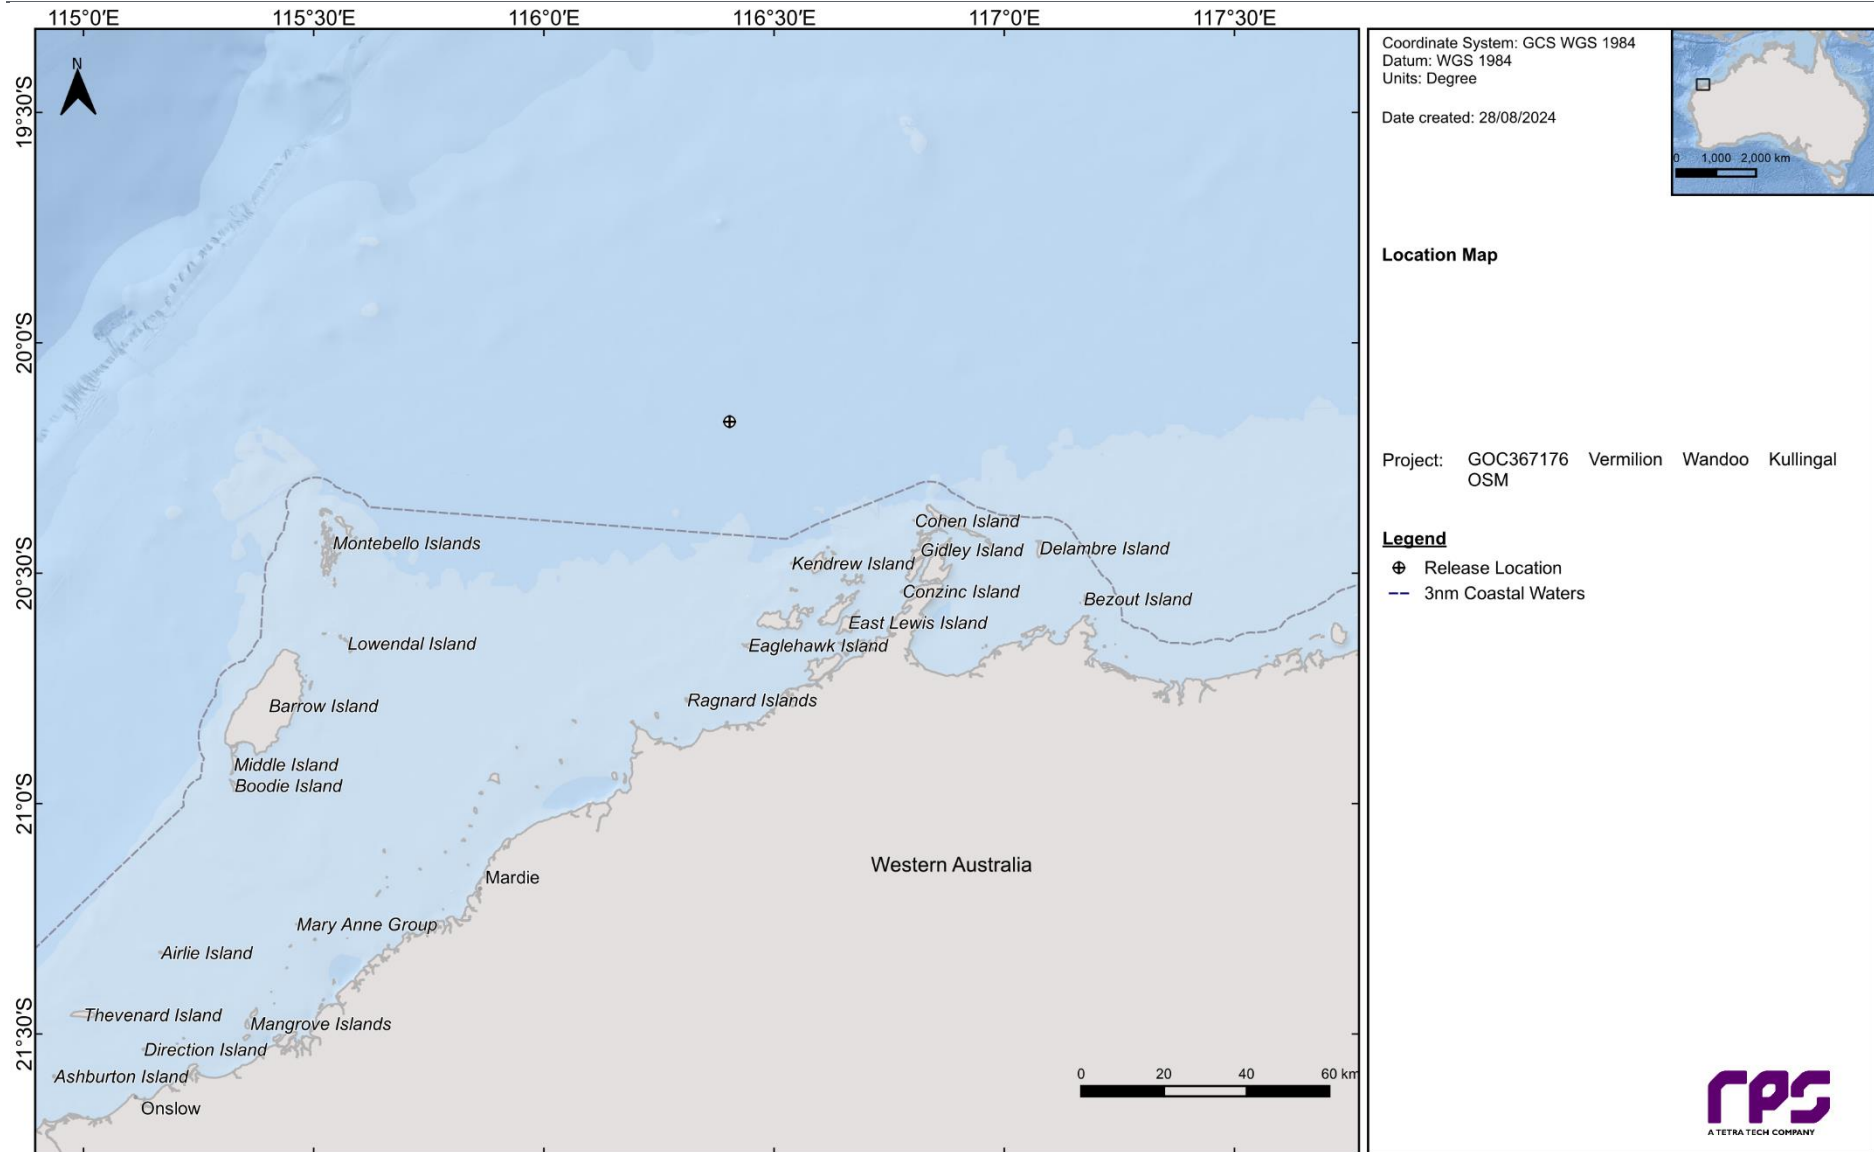 115°0'E 115°30'E 116°0'E 116°30'E 117°0'E 117°30'E
N
19°30'S
20°0'S
20°30'S
21°0'S
21°30'S
Cohen Island
Montebello Islands
Gidley Island
Delambre Island
Kendrew Island
Conzinc Island
Bezout Island
East Lewis Island
Lowendal Island
Eaglehawk Island
Ragnard Islands
Barrow Island
Middle Island
Boodie Island
Western Australia
Mardie
Mary Anne Group
Airlie Island
Thevenard Island
Mangrove Islands
Direction Island
Ashburton Island
Onslow
0 20 40 60 km
Coordinate System: GCS WGS 1984
Datum: WGS 1984
Units: Degree
Date created: 28/08/2024
0 1,000 2,000 km
Location Map
Project: GOC367176 Vermilion Wandoo Kullingal
OSM
Legend
Release Location
3nm Coastal Waters
rps
A TETRA TECH COMPANY